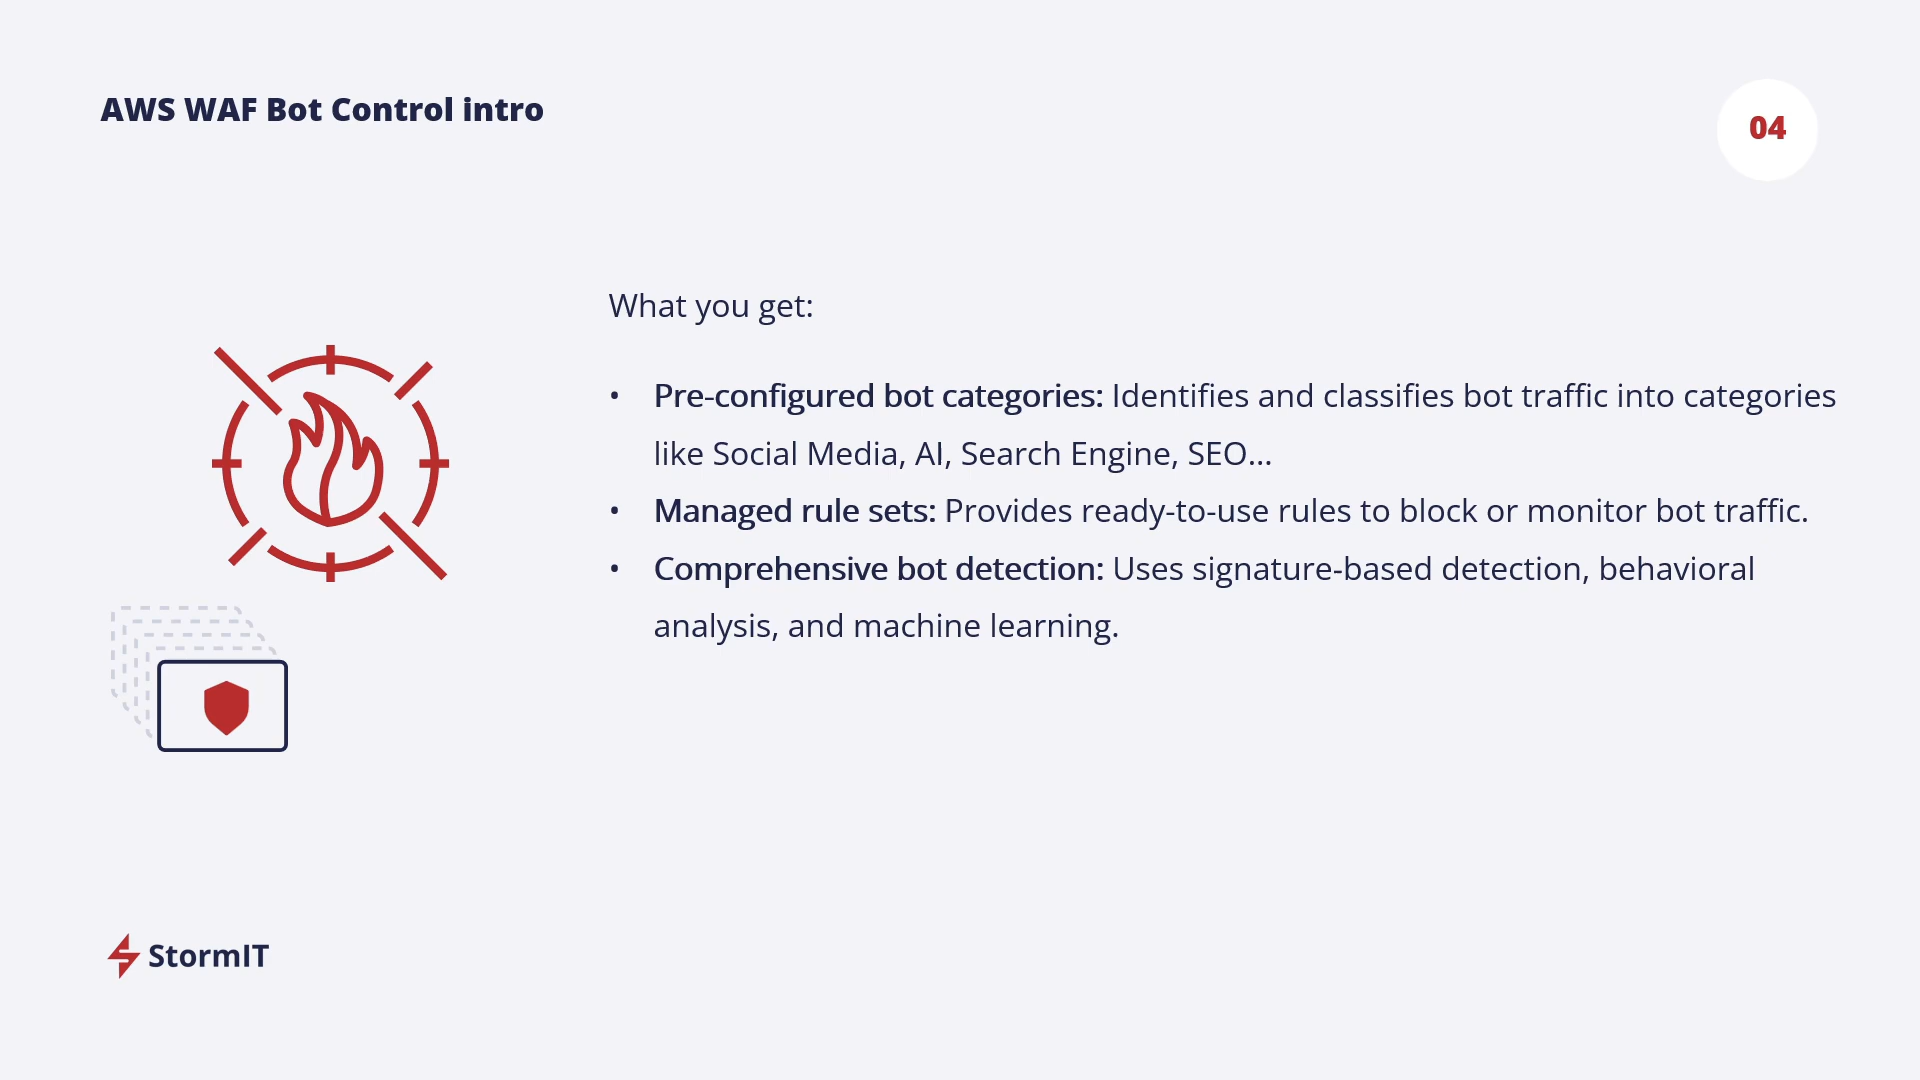 AWS WAF Bot Control intro
04
What you get:
• Pre-configured bot categories: Identifies and classifies bot traffic into categories
like Social Media, AI, Search Engine, SEO...
• Managed rule sets: Provides ready-to-use rules to block or monitor bot traffic.
• Comprehensive bot detection: Uses signature-based detection, behavioral
analysis, and machine learning.
StormIT